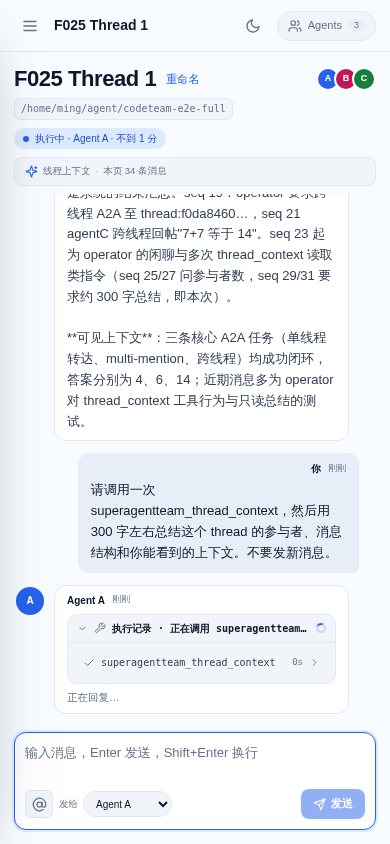 F025 Thread 1
Agents 3
F025 Thread 1 重命名
A B C
/home/ming/agent/codeteam-e2e-full
执行中 · Agent A · 不到 1 分
线程上下文 · 本页 34 条消息
线程 A2A 至 thread:f0da8460…，seq 21
agentC 跨线程回帖"7+7 等于 14"。seq 23 起
为 operator 的闲聊与多次 thread_context 读取
类指令（seq 25/27 问参与者数，seq 29/31 要
求约 300 字总结，即本次）。
**可见上下文**：三条核心 A2A 任务（单线程
转达、multi-mention、跨线程）均成功闭环，
答案分别为 4、6、14；近期消息多为 operator
对 thread_context 工具行为与只读总结的测
试。
你 刚刚
请调用一次
superagentteam_thread_context，然后用
300 字左右总结这个 thread 的参与者、消息
结构和你能看到的上下文。不要发新消息。
A
Agent A 刚刚
执行记录 · 正在调用 superagentteam…
superagentteam_thread_context 0s
正在回复…
输入消息，Enter 发送，Shift+Enter 换行
发给 Agent A 发送